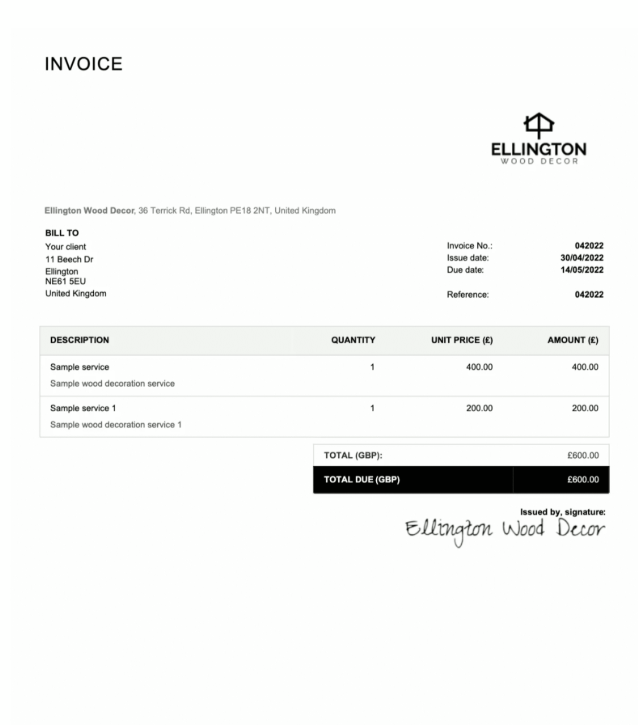 INVOICE
ELLINGTON
WOOD DECOR
Ellington Wood Decor, 36 Terrick Rd, Ellington PE18 2NT, United Kingdom
BILL TO
Your client
11 Beech Dr
Ellington
NE61 5EU
United Kingdom
Invoice No.: 042022
Issue date: 30/04/2022
Due date: 14/05/2022
Reference: 042022
DESCRIPTION QUANTITY UNIT PRICE (£) AMOUNT (£)
Sample service 1 400.00 400.00
Sample wood decoration service
Sample service 1 1 200.00 200.00
Sample wood decoration service 1
TOTAL (GBP): £600.00
TOTAL DUE (GBP) £600.00
Issued by, signature:
Ellington Wood Decor